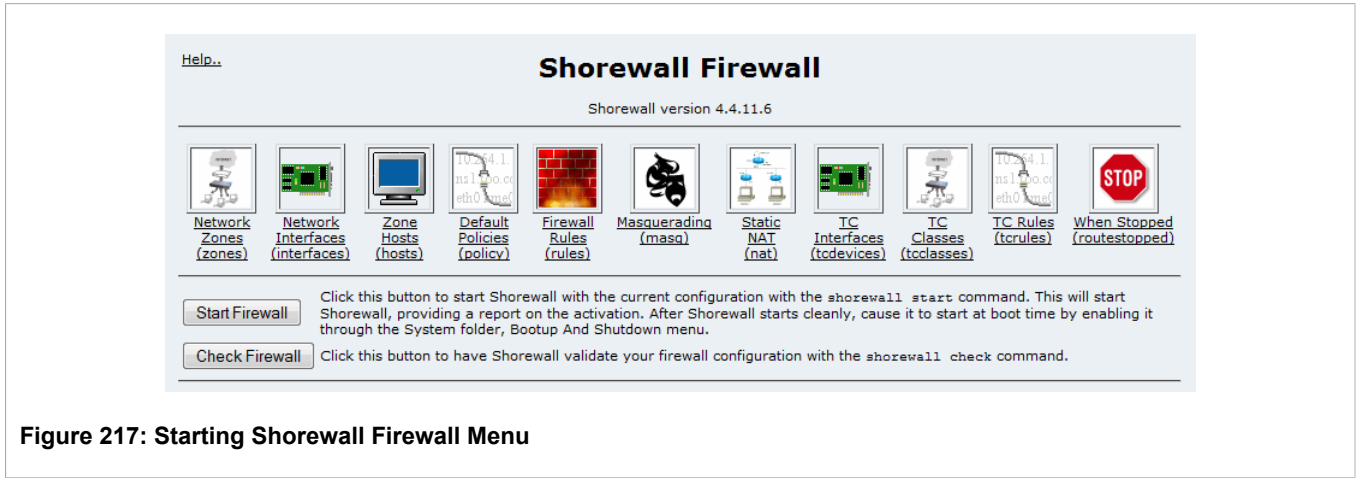 Help..
Shorewall Firewall
Shorewall version 4.4.11.6
STOP
Network
Zones
(zones)
Network
Interfaces
(interfaces)
Zone
Hosts
(hosts)
Default
Policies
(policy)
Firewall
Rules
(rules)
Masquerading
(masq)
Static
NAT
(nat)
TC
Interfaces
(tcdevices)
TC
Classes
(tcclasses)
TC Rules
(tcrules)
When Stopped
(routestopped)
Start Firewall
Click this button to start Shorewall with the current configuration with the shorewall start command. This will start
Shorewall, providing a report on the activation. After Shorewall starts cleanly, cause it to start at boot time by enabling it
through the System folder, Bootup And Shutdown menu.
Check Firewall
Click this button to have Shorewall validate your firewall configuration with the shorewall check command.
Figure 217: Starting Shorewall Firewall Menu